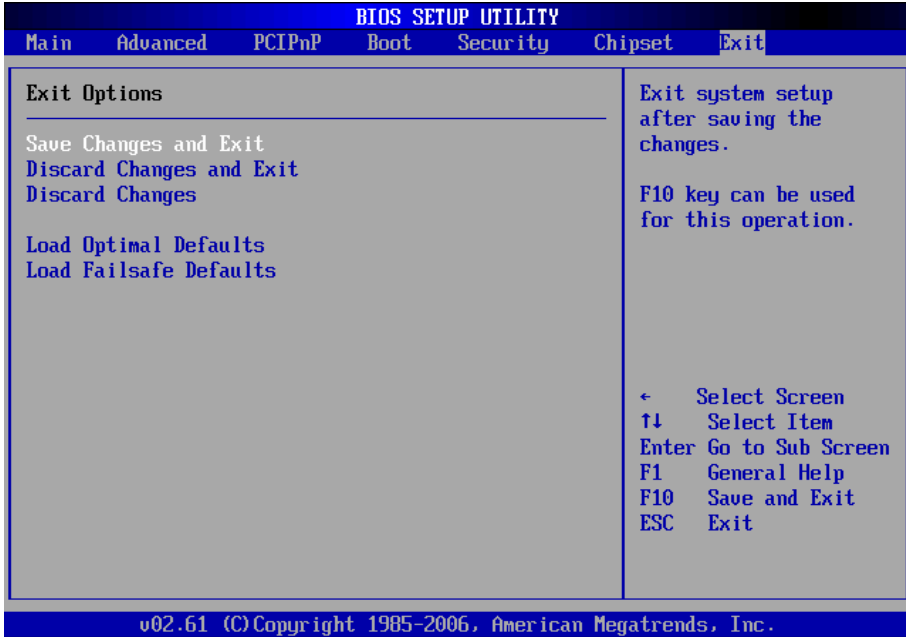 BIOS SETUP UTILITY
Main Advanced PCIPnP Boot Security Chipset Exit
Exit Options
Save Changes and Exit
Discard Changes and Exit
Discard Changes
Load Optimal Defaults
Load Failsafe Defaults
Exit system setup
after saving the
changes.
F10 key can be used
for this operation.
← Select Screen
↑↓ Select Item
Enter Go to Sub Screen
F1 General Help
F10 Save and Exit
ESC Exit
v02.61 (C)Copyright 1985-2006, American Megatrends, Inc.